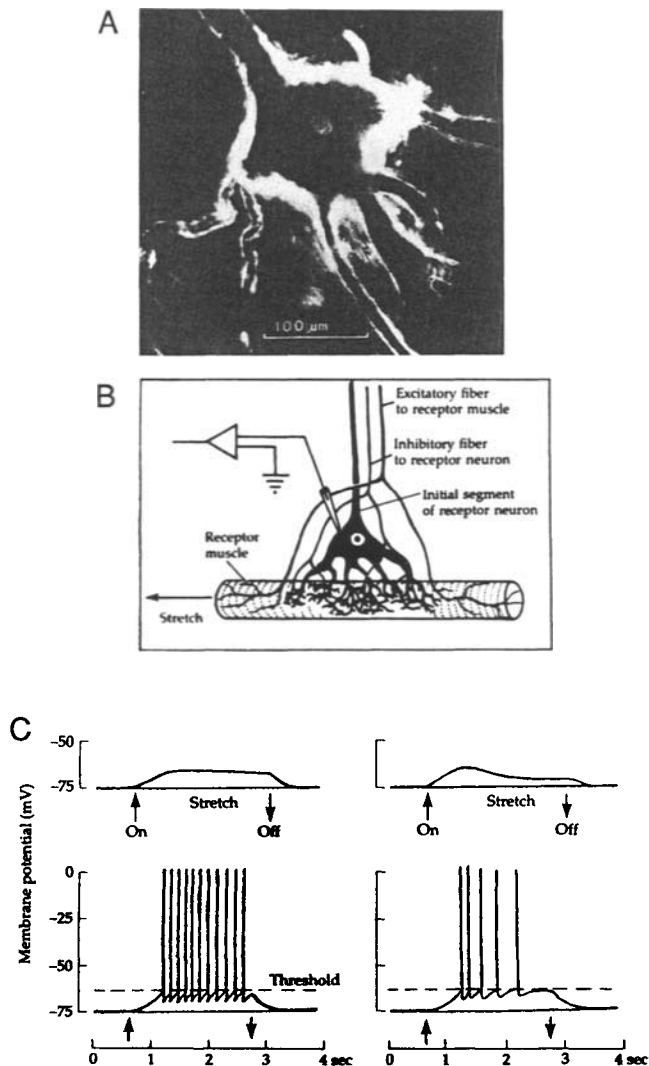 A
100 µm
B
Excitatory fiber
to receptor muscle
Inhibitory fiber
to receptor neuron
Initial segment
of receptor neuron
Receptor
muscle
Stretch
C
Membrane potential (mV)
−50
−75
Stretch
On
Off
Stretch
On
Off
0
−25
−50
−75
Threshold
0
1
2
3
4 sec
0
1
2
3
4 sec